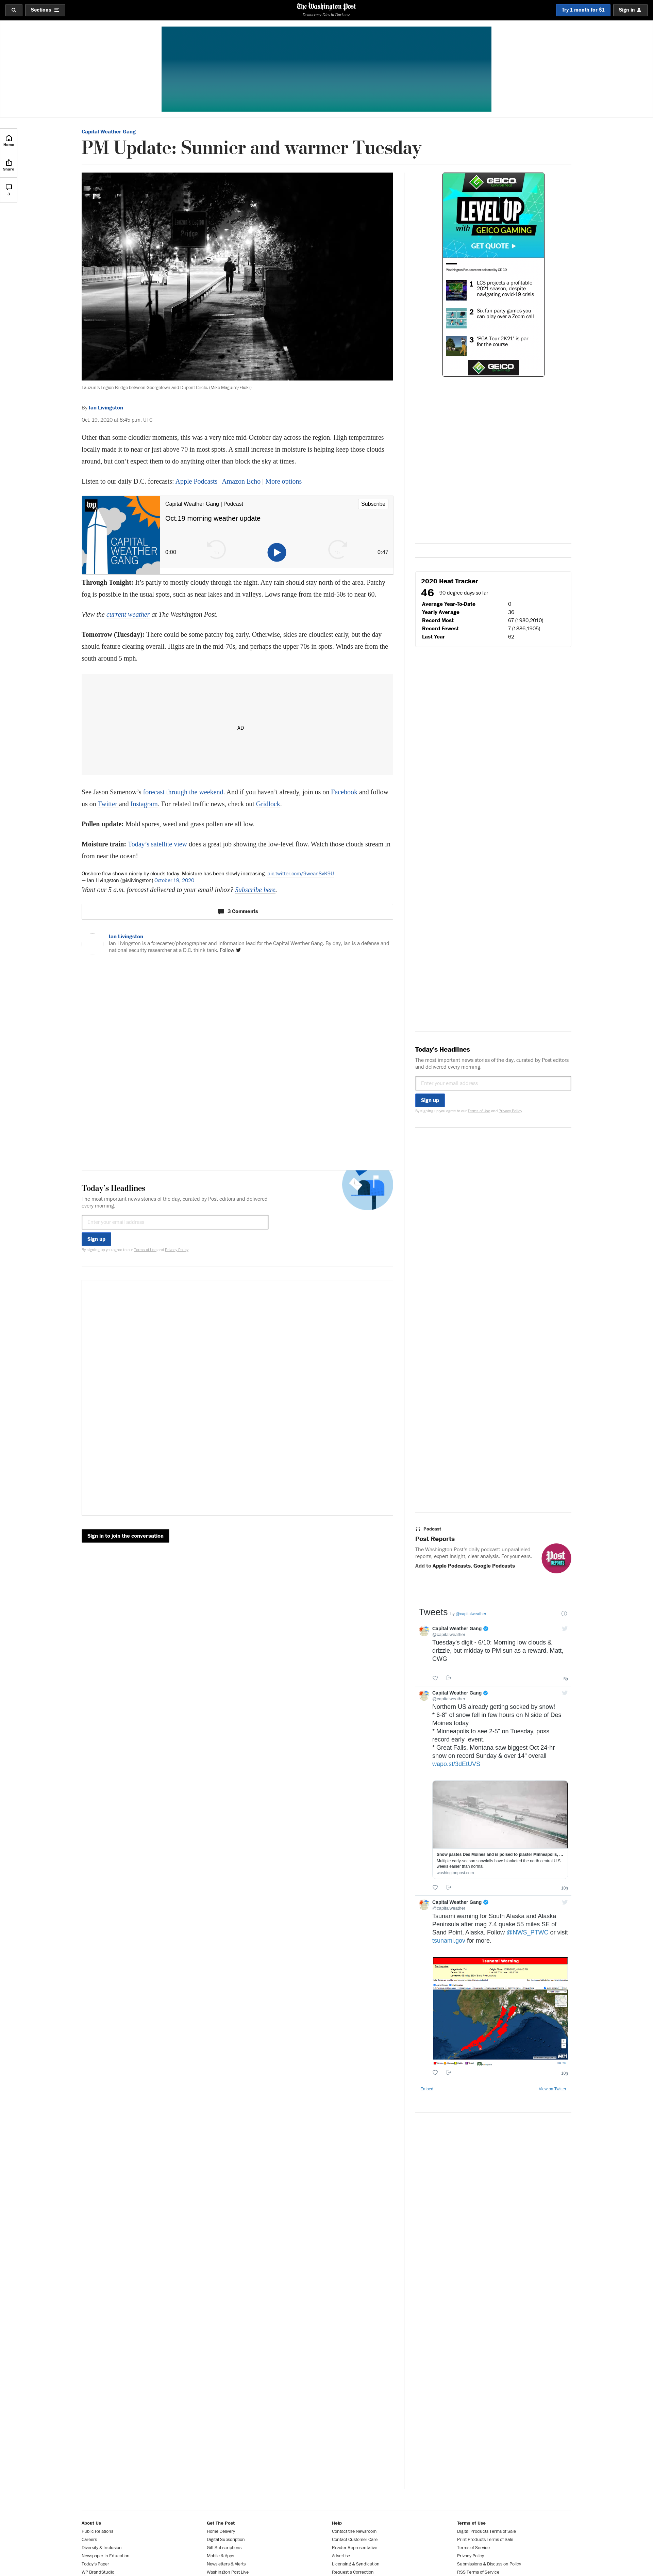 Sections
The Washington Post
Democracy Dies in Darkness
Try 1 month for $1
Sign in
Home
Share
3
Capital Weather Gang
PM Update: Sunnier and warmer Tuesday
Lauzun's Legion Bridge between Georgetown and Dupont Circle. (Mike Maguire/Flickr)
By Ian Livingston
Oct. 19, 2020 at 8:45 p.m. UTC
Other than some cloudier moments, this was a very nice mid-October day across the region. High temperatures
locally made it to near or just above 70 in most spots. A small increase in moisture is helping keep those clouds
around, but don't expect them to do anything other than block the sky at times.
Listen to our daily D.C. forecasts: Apple Podcasts | Amazon Echo | More options
wp
CAPITAL
WEATHER
GANG
Capital Weather Gang | Podcast
Subscribe
Oct.19 morning weather update
0:00
0:47
Through Tonight: It's partly to mostly cloudy through the night. Any rain should stay north of the area. Patchy
fog is possible in the usual spots, such as near lakes and in valleys. Lows range from the mid-50s to near 60.
View the current weather at The Washington Post.
Tomorrow (Tuesday): There could be some patchy fog early. Otherwise, skies are cloudiest early, but the day
should feature clearing overall. Highs are in the mid-70s, and perhaps the upper 70s in spots. Winds are from the
south around 5 mph.
AD
See Jason Samenow's forecast through the weekend. And if you haven't already, join us on Facebook and follow
us on Twitter and Instagram. For related traffic news, check out Gridlock.
Pollen update: Mold spores, weed and grass pollen are all low.
Moisture train: Today's satellite view does a great job showing the low-level flow. Watch those clouds stream in
from near the ocean!
Onshore flow shown nicely by clouds today. Moisture has been slowly increasing.
— Ian Livingston (@islivingston) October 19, 2020
Want our 5 a.m. forecast delivered to your email inbox? Subscribe here.
3 Comments
Ian Livingston
Ian Livingston is a forecaster/photographer and information lead for the Capital Weather Gang. By day, Ian is a defense and
national security researcher at a D.C. think tank. Follow
Today's Headlines
The most important news stories of the day, curated by Post editors and delivered
every morning.
Enter your email address
Sign up
By signing up you agree to our Terms of Use and Privacy Policy
Sign in to join the conversation
GEICO
LEVEL UP
with GEICO GAMING
GET QUOTE
Washington Post content selected by GEICO
1 LCS projects a profitable
2021 season, despite
navigating covid-19 crisis
2 Six fun party games you
can play over a Zoom call
3 'PGA Tour 2K21' is par
for the course
GEICO
2020 Heat Tracker
46 90-degree days so far
Average Year-To-Date 0
Yearly Average 36
Record Most 67 (1980,2010)
Record Fewest 7 (1886,1905)
Last Year 62
Today's Headlines
The most important news stories of the day, curated by Post editors
and delivered every morning.
Enter your email address
Sign up
By signing up you agree to our Terms of Use and Privacy Policy
Podcast
Post Reports
The Washington Post's daily podcast: unparalleled
reports, expert insight, clear analysis. For your ears.
Add to Apple Podcasts, Google Podcasts
Post
REPORTS
Tweets by @capitalweather
Capital Weather Gang
@capitalweather
Tuesday's digit - 6/10: Morning low clouds &
drizzle, but midday to PM sun as a reward. Matt,
CWG
Capital Weather Gang
@capitalweather
Northern US already getting socked by snow!
* 6-8" of snow fell in few hours on N side of Des
Moines today
* Minneapolis to see 2-5" on Tuesday, poss
record early event.
* Great Falls, Montana saw biggest Oct 24-hr
snow on record Sunday & over 14" overall
Snow pastes Des Moines and is poised to plaster Minneapolis, ...
Multiple early-season snowfalls have blanketed the north central U.S.
weeks earlier than normal.
washingtonpost.com
Capital Weather Gang
@capitalweather
Tsunami warning for South Alaska and Alaska
Peninsula after mag 7.4 quake 55 miles SE of
Sand Point, Alaska. Follow @NWS_PTWC or visit
tsunami.gov for more.
Tsunami Warning
Embed
View on Twitter
About Us
Public Relations
Careers
Diversity & Inclusion
Newspaper in Education
Today's Paper
WP BrandStudio
Get The Post
Home Delivery
Digital Subscription
Gift Subscriptions
Mobile & Apps
Newsletters & Alerts
Washington Post Live
Help
Contact the Newsroom
Contact Customer Care
Reader Representative
Advertise
Licensing & Syndication
Request a Correction
Terms of Use
Digital Products Terms of Sale
Print Products Terms of Sale
Terms of Service
Privacy Policy
Submissions & Discussion Policy
RSS Terms of Service